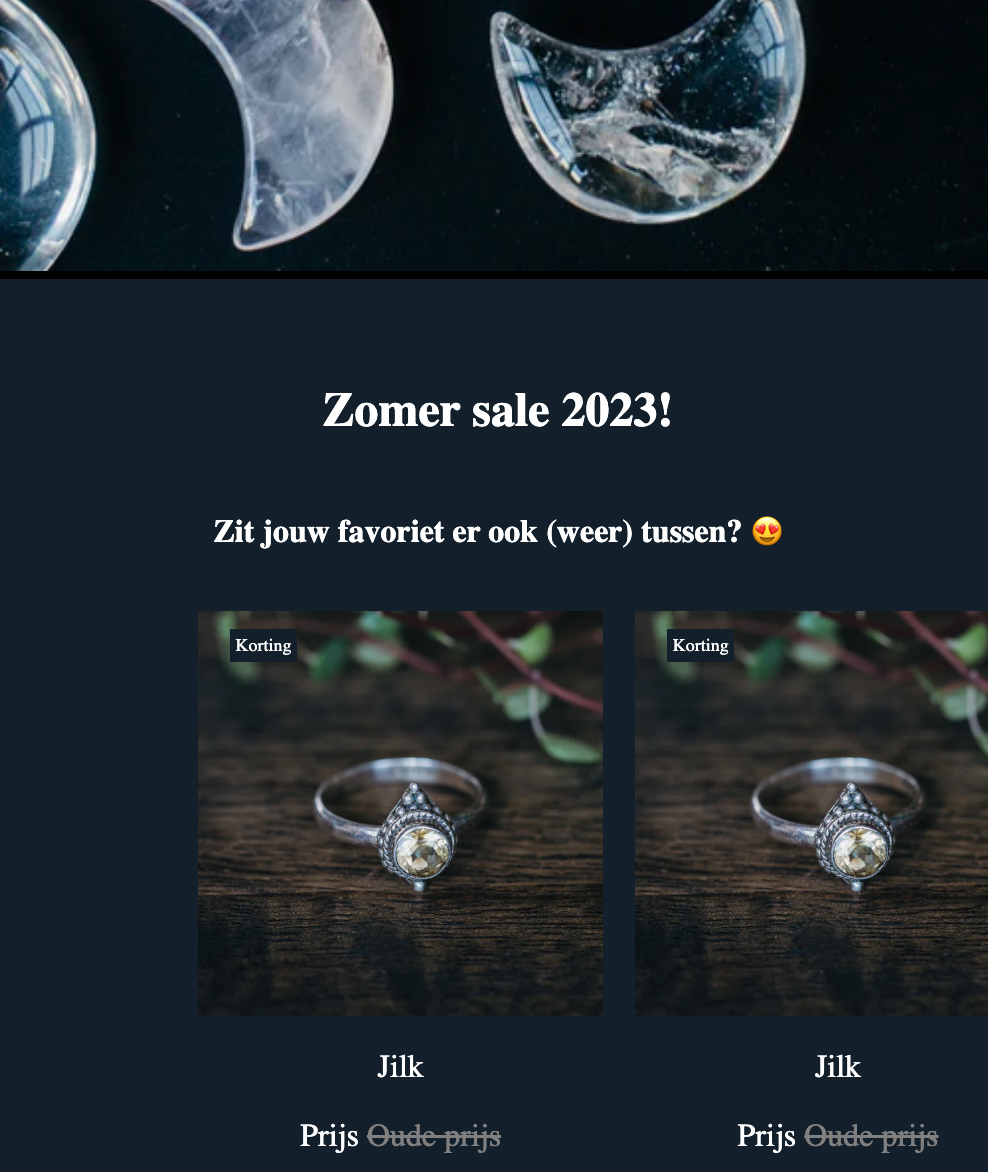 Zomer sale 2023!
Zit jouw favoriet er ook (weer) tussen? 😍
Korting
Korting
Jilk
Jilk
Prijs Oude prijs
Prijs Oude prijs